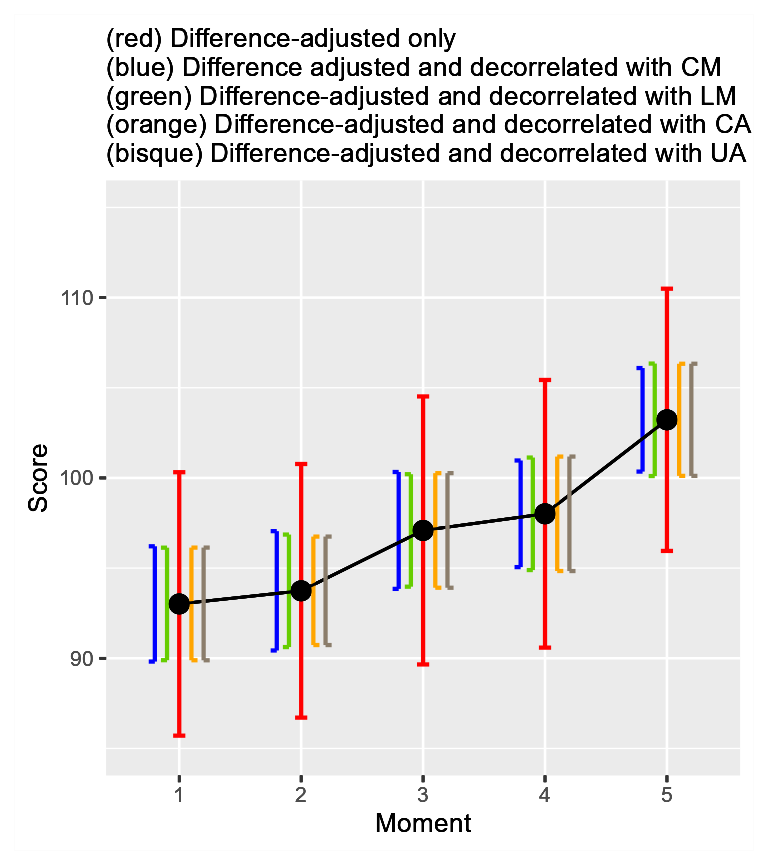 (red) Difference-adjusted only
(blue) Difference adjusted and decorrelated with CM
(green) Difference-adjusted and decorrelated with LM
(orange) Difference-adjusted and decorrelated with CA
(bisque) Difference-adjusted and decorrelated with UA
110
100
90
Score
1 2 3 4 5
Moment